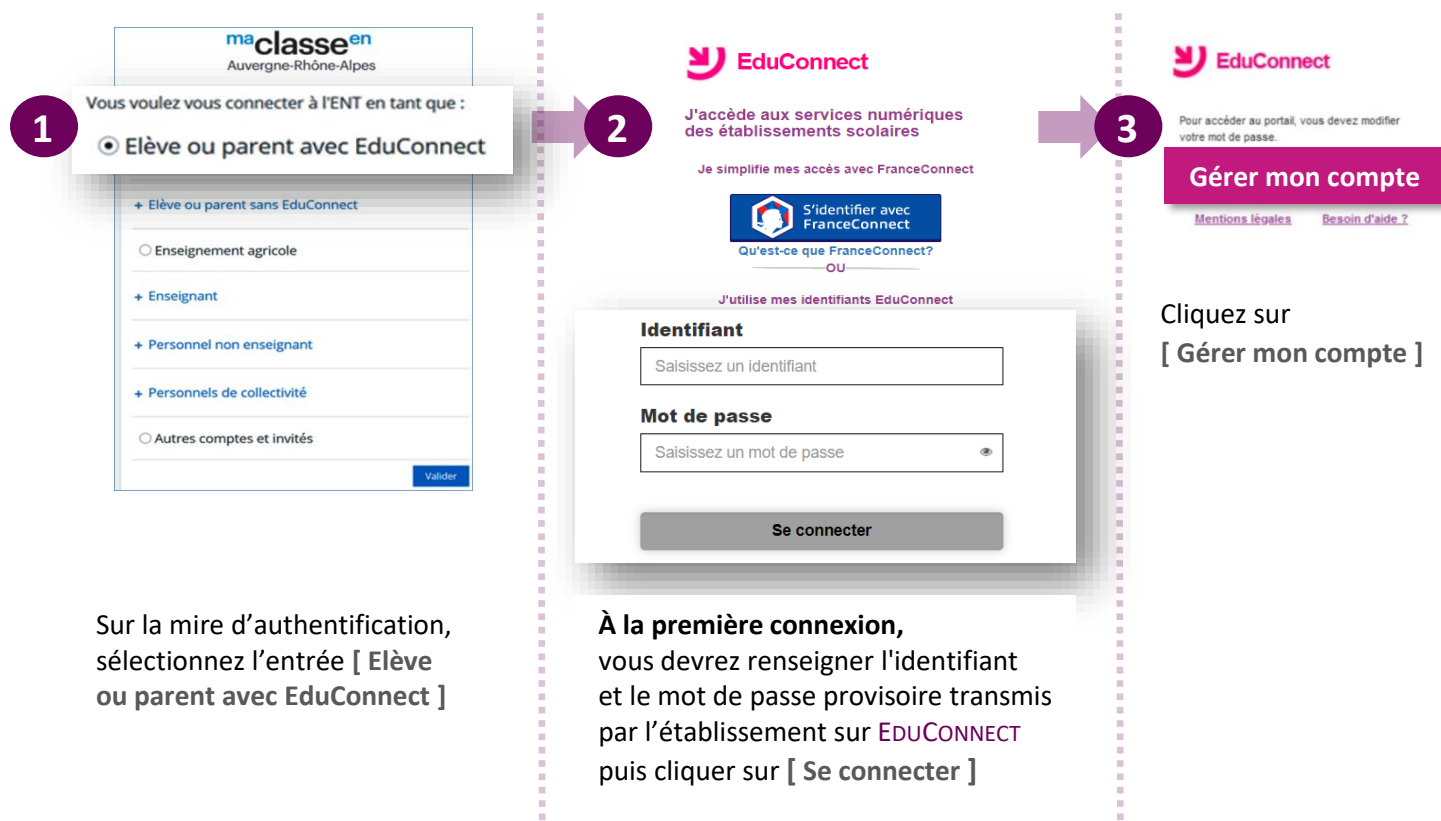 1
maclasseen
Auvergne-Rhône-Alpes
Vous voulez vous connecter à l'ENT en tant que :
Elève ou parent avec EduConnect
+ Elève ou parent sans EduConnect
Enseignement agricole
+ Enseignant
+ Personnel non enseignant
+ Personnels de collectivité
Autres comptes et invités
Valider
Sur la mire d’authentification,
sélectionnez l’entrée [ Elève
ou parent avec EduConnect ]
2
EduConnect
J'accède aux services numériques
des établissements scolaires
Je simplifie mes accès avec FranceConnect
S'identifier avec
FranceConnect
Qu'est-ce que FranceConnect?
OU
J'utilise mes identifiants EduConnect
Identifiant
Saisissez un identifiant
Mot de passe
Saisissez un mot de passe
Se connecter
À la première connexion,
vous devrez renseigner l'identifiant
et le mot de passe provisoire transmis
par l’établissement sur EDUCONNECT
puis cliquer sur [ Se connecter ]
3
EduConnect
Pour accéder au portail, vous devez modifier
votre mot de passe.
Gérer mon compte
Mentions légales Besoin d'aide ?
Cliquez sur
[ Gérer mon compte ]